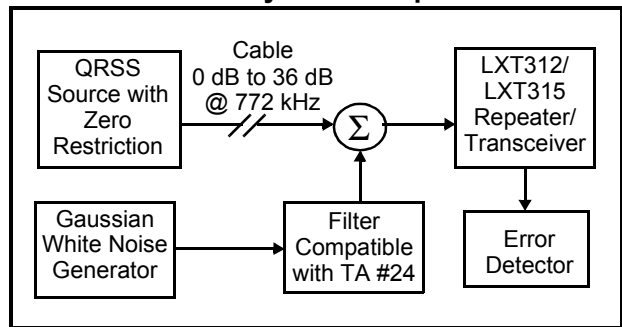 QRSS
Source with
Zero
Restriction
Cable
0 dB to 36 dB
@ 772 kHz
Σ
LXT312/
LXT315
Repeater/
Transceiver
Gaussian
White Noise
Generator
Filter
Compatible
with TA #24
Error
Detector